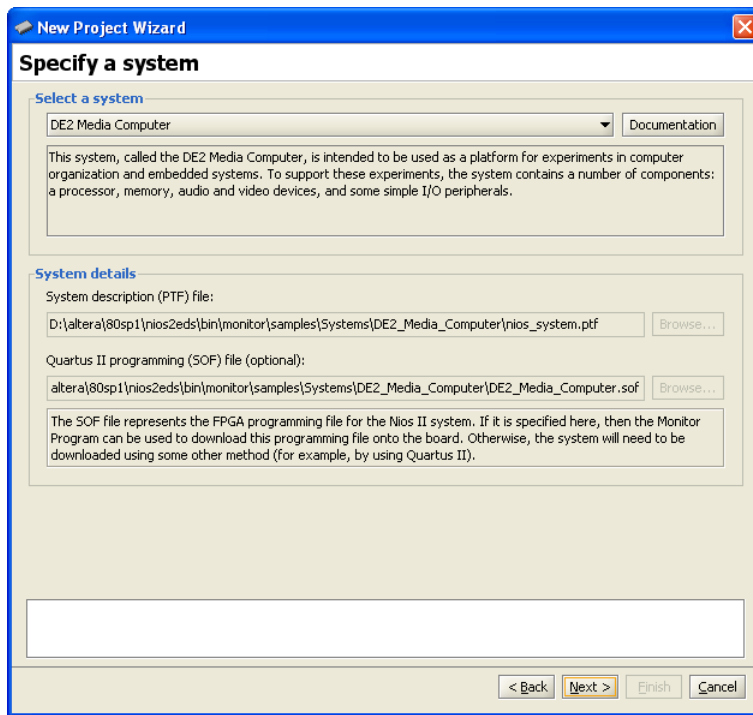 New Project Wizard
Specify a system
Select a system
DE2 Media Computer
Documentation
This system, called the DE2 Media Computer, is intended to be used as a platform for experiments in computer
organization and embedded systems. To support these experiments, the system contains a number of components:
a processor, memory, audio and video devices, and some simple I/O peripherals.
System details
System description (PTF) file:
D:\altera\80sp1\nios2eds\bin\monitor\samples\Systems\DE2_Media_Computer\nios_system.ptf
Browse...
Quartus II programming (SOF) file (optional):
altera\80sp1\nios2eds\bin\monitor\samples\Systems\DE2_Media_Computer\DE2_Media_Computer.sof
Browse...
The SOF file represents the FPGA programming file for the Nios II system. If it is specified here, then the Monitor
Program can be used to download this programming file onto the board. Otherwise, the system will need to be
downloaded using some other method (for example, by using Quartus II).
< Back
Next >
Finish
Cancel